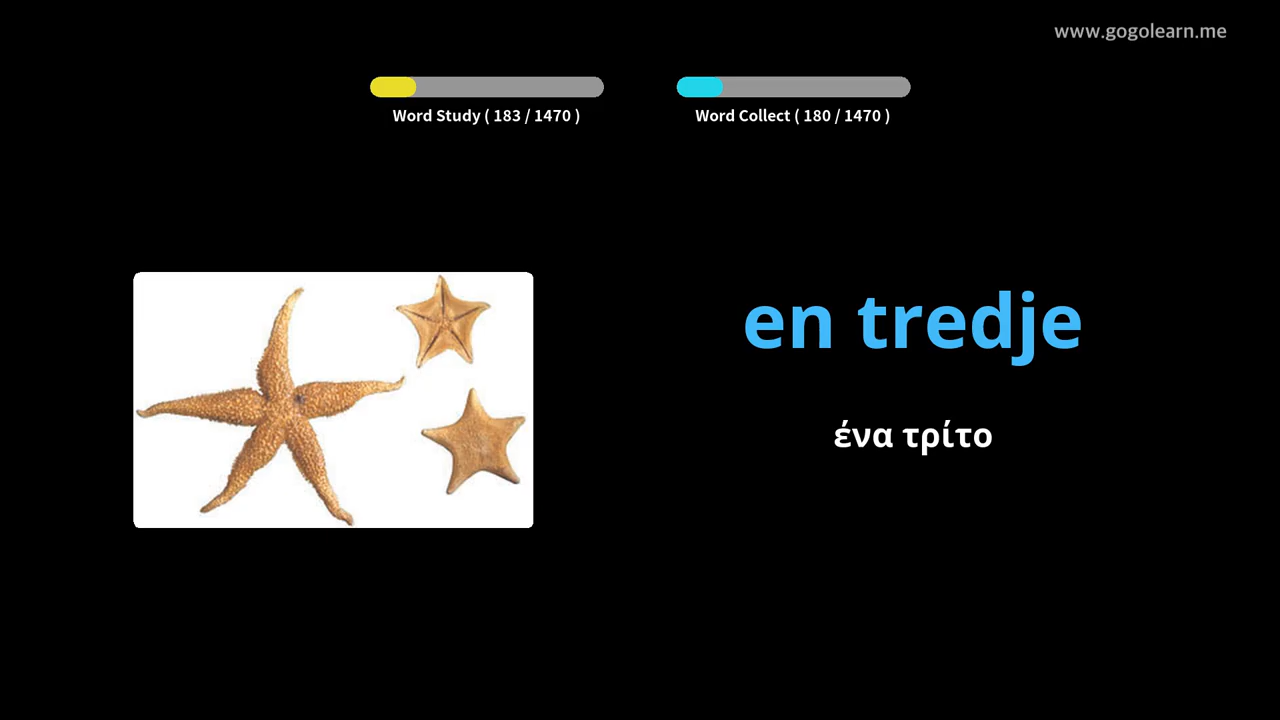 www.gogolearn.me
Word Study ( 183 / 1470 )
Word Collect ( 180 / 1470 )
en tredje
ένα τρίτο